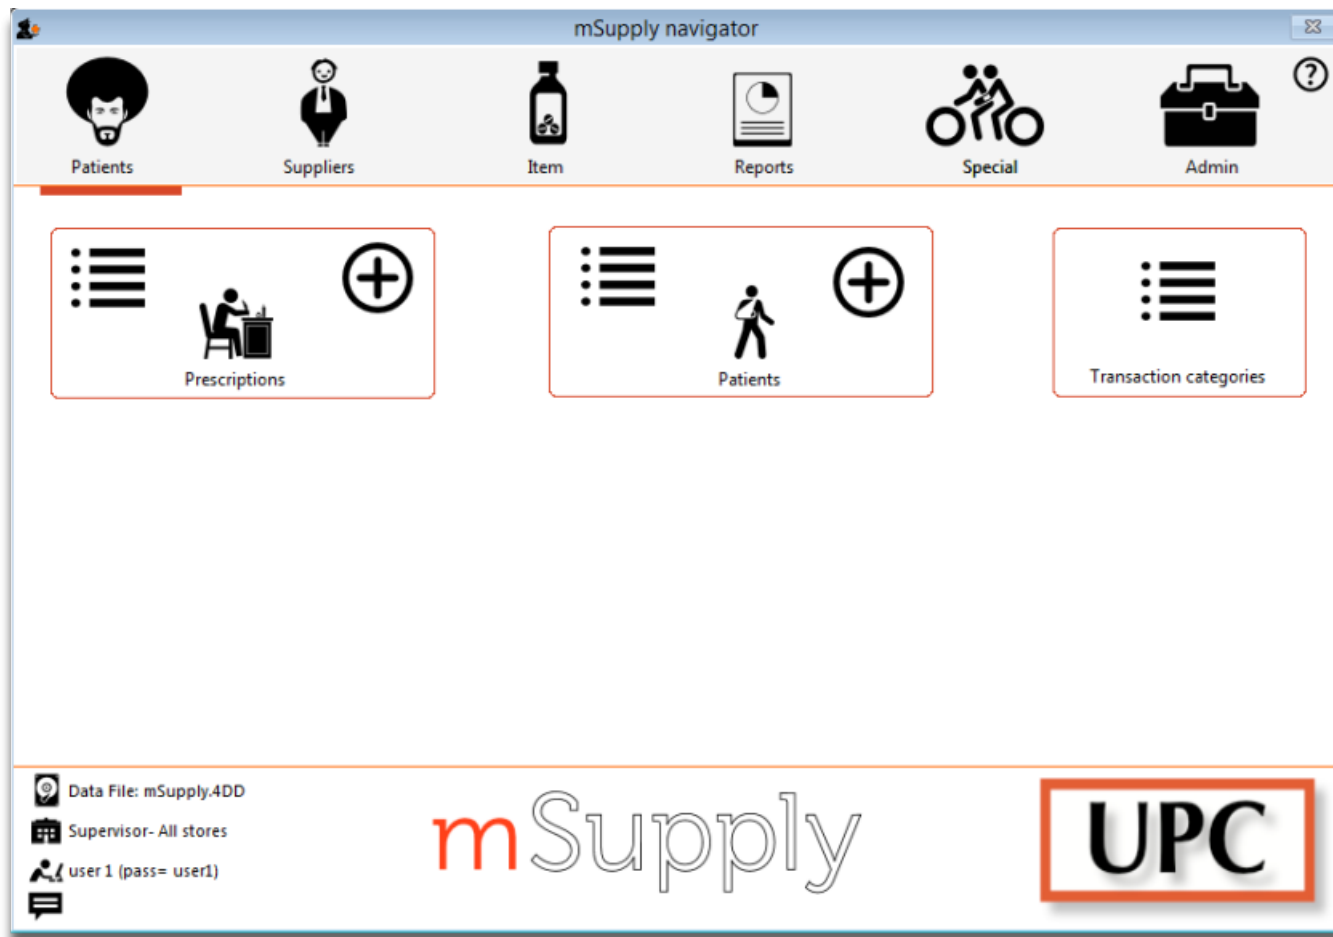 mSupply navigator
?
Patients
Suppliers
Item
Reports
Special
Admin
Prescriptions
Patients
Transaction categories
Data File: mSupply.4DD
Supervisor- All stores
user 1 (pass= user1)
mSupply
UPC